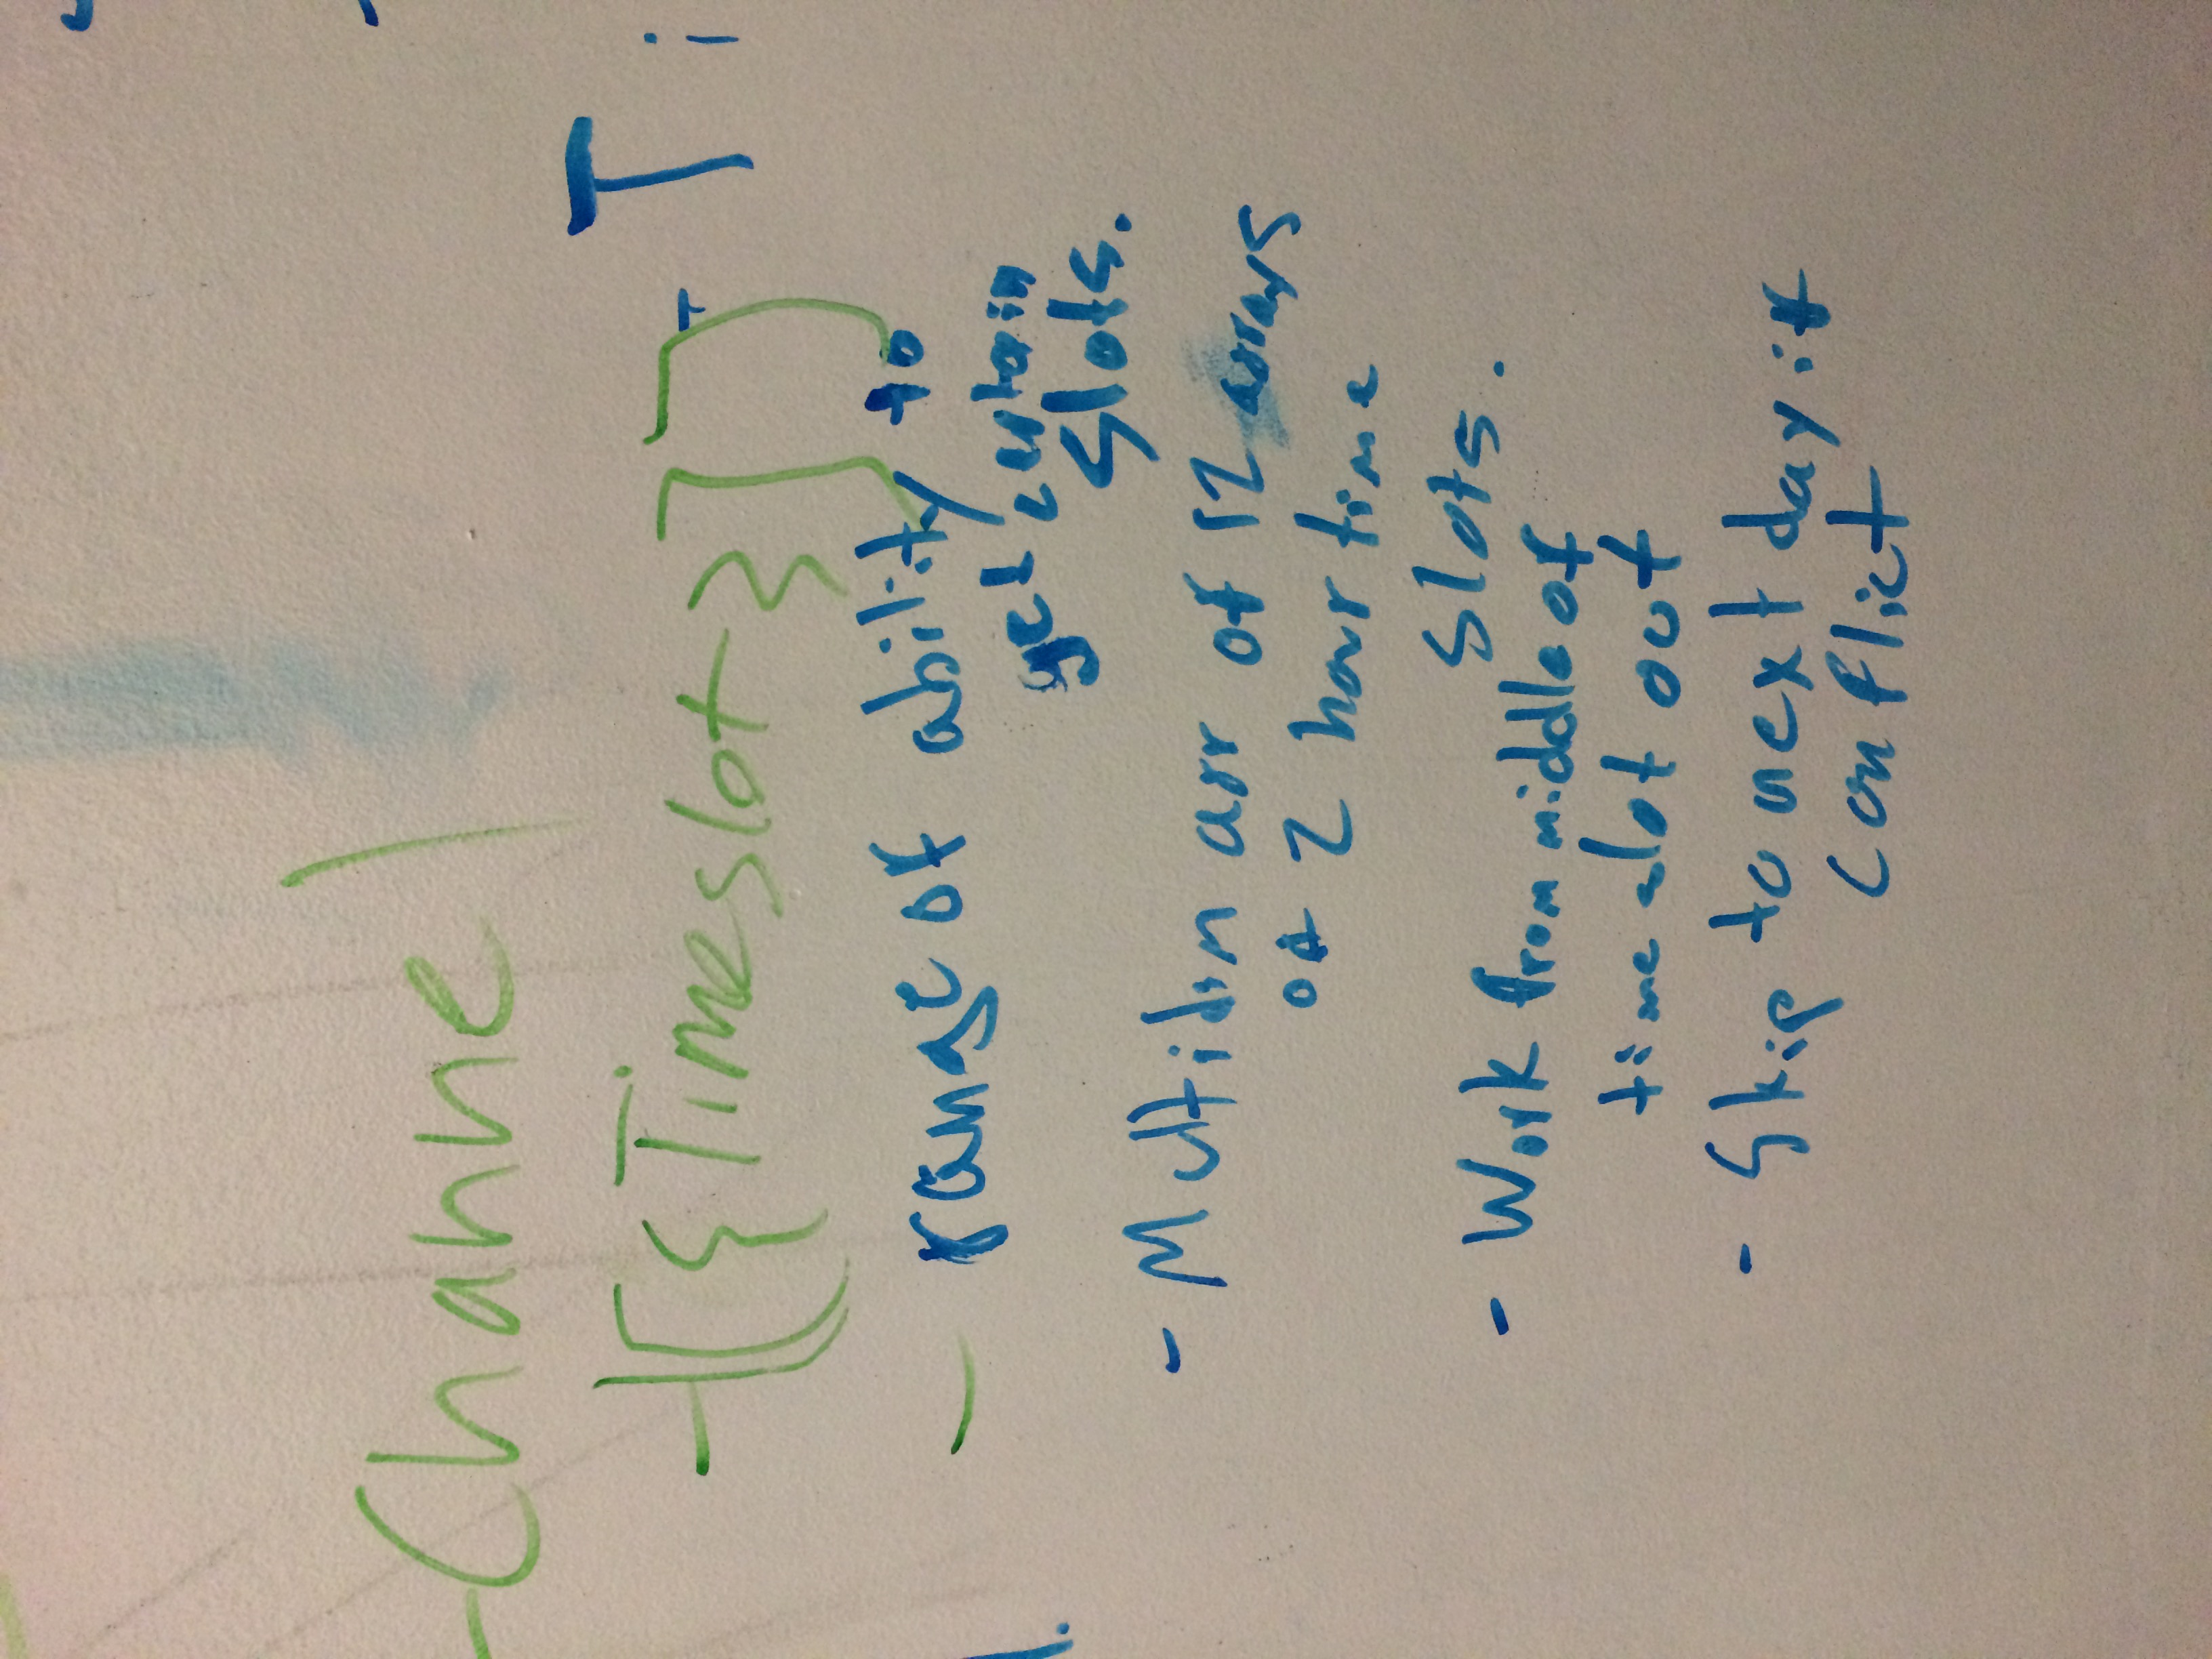 - Channel
- [[{Timeslot}]]
- T i
- range of ability to
get certain
slots.
- Multidim arr of 12 arrays
of 2 hour time
slots.
- Work from middle of
time slot out
- Skip to next day if
conflict